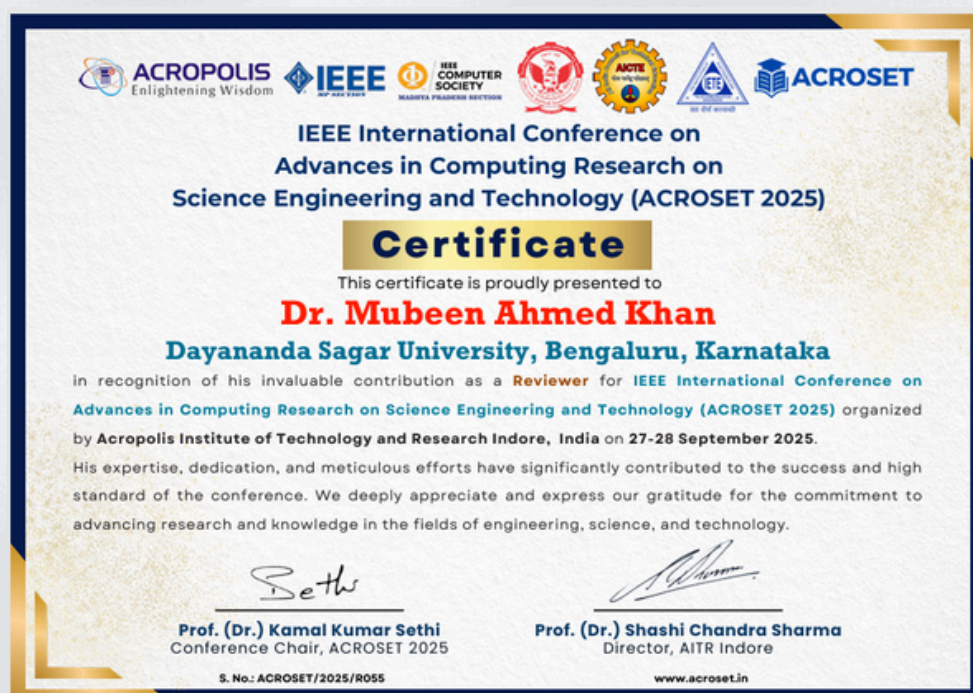 ACROPOLIS
Enlightening Wisdom
IEEE
MP SECTION
IEEE
COMPUTER
SOCIETY
MADHYA PRADESH SECTION
AICTE
IETE
ACROSET
IEEE International Conference on
Advances in Computing Research on
Science Engineering and Technology (ACROSET 2025)
Certificate
This certificate is proudly presented to
Dr. Mubeen Ahmed Khan
Dayananda Sagar University, Bengaluru, Karnataka
in recognition of his invaluable contribution as a Reviewer for IEEE International Conference on
Advances in Computing Research on Science Engineering and Technology (ACROSET 2025) organized
by Acropolis Institute of Technology and Research Indore, India on 27-28 September 2025.
His expertise, dedication, and meticulous efforts have significantly contributed to the success and high
standard of the conference. We deeply appreciate and express our gratitude for the commitment to
advancing research and knowledge in the fields of engineering, science, and technology.
Sethi
Prof. (Dr.) Kamal Kumar Sethi
Conference Chair, ACROSET 2025
S. No.: ACROSET/2025/R055
Prof. (Dr.) Shashi Chandra Sharma
Director, AITR Indore
www.acroset.in